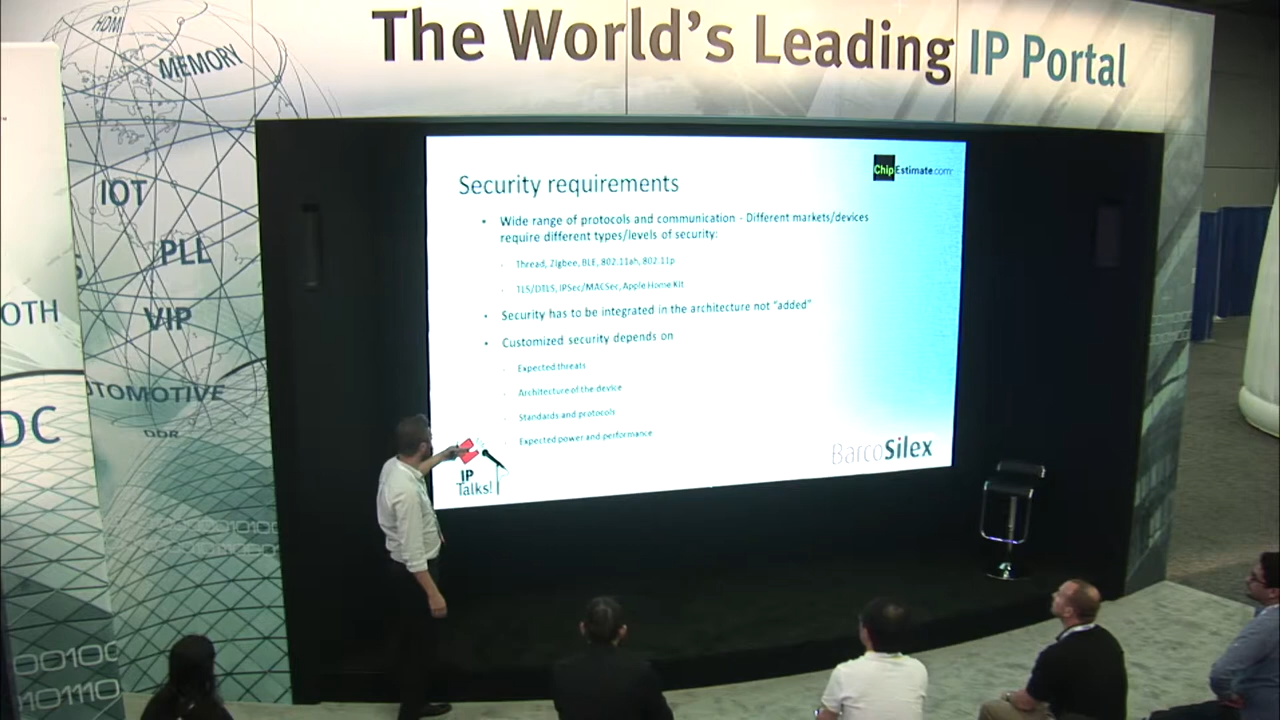 The World's Leading IP Portal
HDMI
MEMORY
IOT
PLL
OTH
VIP
TOMOTIVE
DC
DDR
00100
10110
ChipEstimate.com
Security requirements
• Wide range of protocols and communication - Different markets/devices
require different types/levels of security:
- Thread, Zigbee, BLE, 802.11ah, 802.11p
- TLS/DTLS, IPSec/MACSec, Apple Home Kit
• Security has to be integrated in the architecture not "added"
• Customized security depends on
- Expected threats
- Architecture of the device
- Standards and protocols
- Expected power and performance
IP
Talks!
BarcoSilex